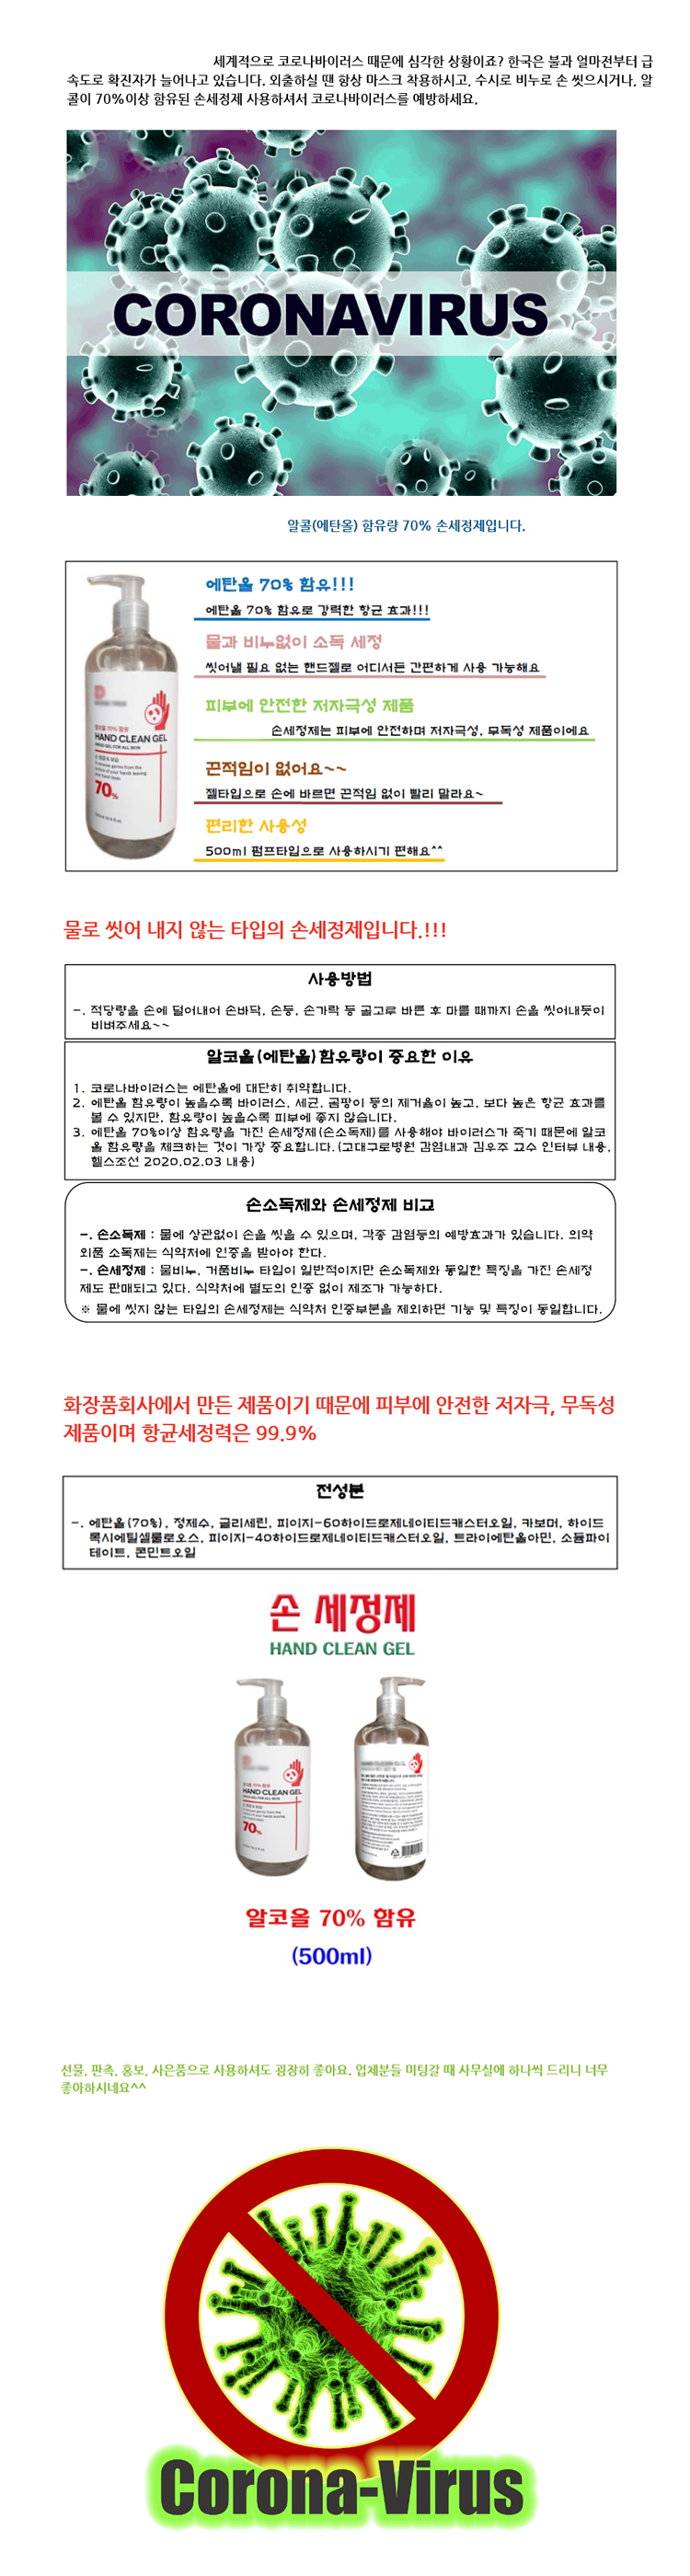 세계적으로 코로나바이러스 때문에 심각한 상황이죠? 한국은 불과 얼마전부터 급
속도로 확진자가 늘어나고 있습니다. 외출하실 땐 항상 마스크 착용하시고, 수시로 비누로 손 씻으시거나, 알
콜이 70%이상 함유된 손세정제 사용하셔서 코로나바이러스를 예방하세요.
CORONAVIRUS
알콜(에탄올) 함유량 70% 손세정제입니다.
에탄올 70% 함유!!!
에탄올 70% 함유로 강력한 항균 효과!!!
물과 비누없이 소독 세정
씻어낼 필요 없는 핸드젤로 어디서든 간편하게 사용 가능해요
피부에 안전한 저자극성 제품
손세정제는 피부에 안전하며 저자극성, 무독성 제품이에요
끈적임이 없어요~~
젤타입으로 손에 바르면 끈적임 없이 빨리 말라요~
편리한 사용성
500ml 펌프타입으로 사용하시기 편해요^^
알코올 70% 함유
HAND CLEAN GEL
HAND GEL FOR ALL SKIN
손 청결 & 보습
70%
물로 씻어 내지 않는 타입의 손세정제입니다.!!!
사용방법
-. 적당량을 손에 덜어내어 손바닥, 손등, 손가락 등 골고루 바른 후 마를 때까지 손을 씻어내듯이
비벼주세요~~
알코올(에탄올)함유량이 중요한 이유
1. 코로나바이러스는 에탄올에 대단히 취약합니다.
2. 에탄올 함유량이 높을수록 바이러스, 세균, 곰팡이 등의 제거율이 높고, 보다 높은 항균 효과를
볼 수 있지만, 함유량이 높을수록 피부에 좋지 않습니다.
3. 에탄올 70%이상 함유량을 가진 손세정제(손소독제)를 사용해야 바이러스가 죽기 때문에 알코
올 함유량을 체크하는 것이 가장 중요합니다.(고대구로병원 감염내과 김우주 교수 인터뷰 내용,
헬스조선 2020.02.03 내용)
손소독제와 손세정제 비고
-. 손소독제 : 물에 상관없이 손을 씻을 수 있으며, 각종 감염등의 예방효과가 있습니다. 의약
외품 소독제는 식약처에 인증을 받아야 한다.
-. 손세정제 : 물비누, 거품비누 타입이 일반적이지만 손소독제와 동일한 특징을 가진 손세정
제도 판매되고 있다. 식약처에 별도의 인증 없이 제조가 가능하다.
※ 물에 씻지 않는 타입의 손세정제는 식약처 인증부분을 제외하면 기능 및 특징이 동일합니다.
화장품회사에서 만든 제품이기 때문에 피부에 안전한 저자극, 무독성
제품이며 항균세정력은 99.9%
전성분
-. 에탄올(70%), 정제수, 글리세린, 피이지-60하이드로제네이티드캐스터오일, 카보머, 하이드
록시에틸셀룰로오스, 피이지-40하이드로제네이티드캐스터오일, 트라이에탄올아민, 소듐파이
테이트, 콘민트오일
손 세정제
HAND CLEAN GEL
HAND CLEAN GEL
70%
알코올 70% 함유
(500ml)
선물, 판촉, 홍보, 사은품으로 사용하셔도 굉장히 좋아요. 업체분들 미팅갈 때 사무실에 하나씩 드리니 너무
좋아하시네요^^
Corona-Virus